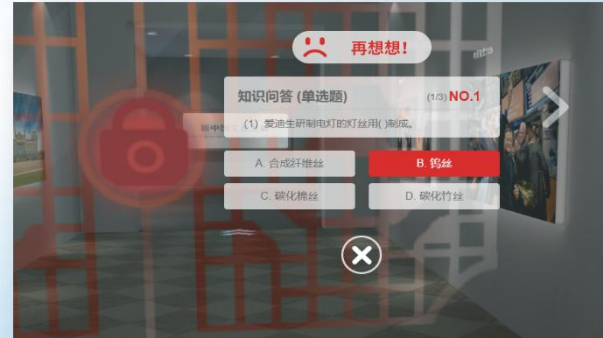 再想想!
知识问答 (单选题)
(1/3) NO.1
(1) 爱迪生研制电灯的灯丝用( )制成。
A. 合成纤维丝
B. 钨丝
C. 碳化棉丝
D. 碳化竹丝